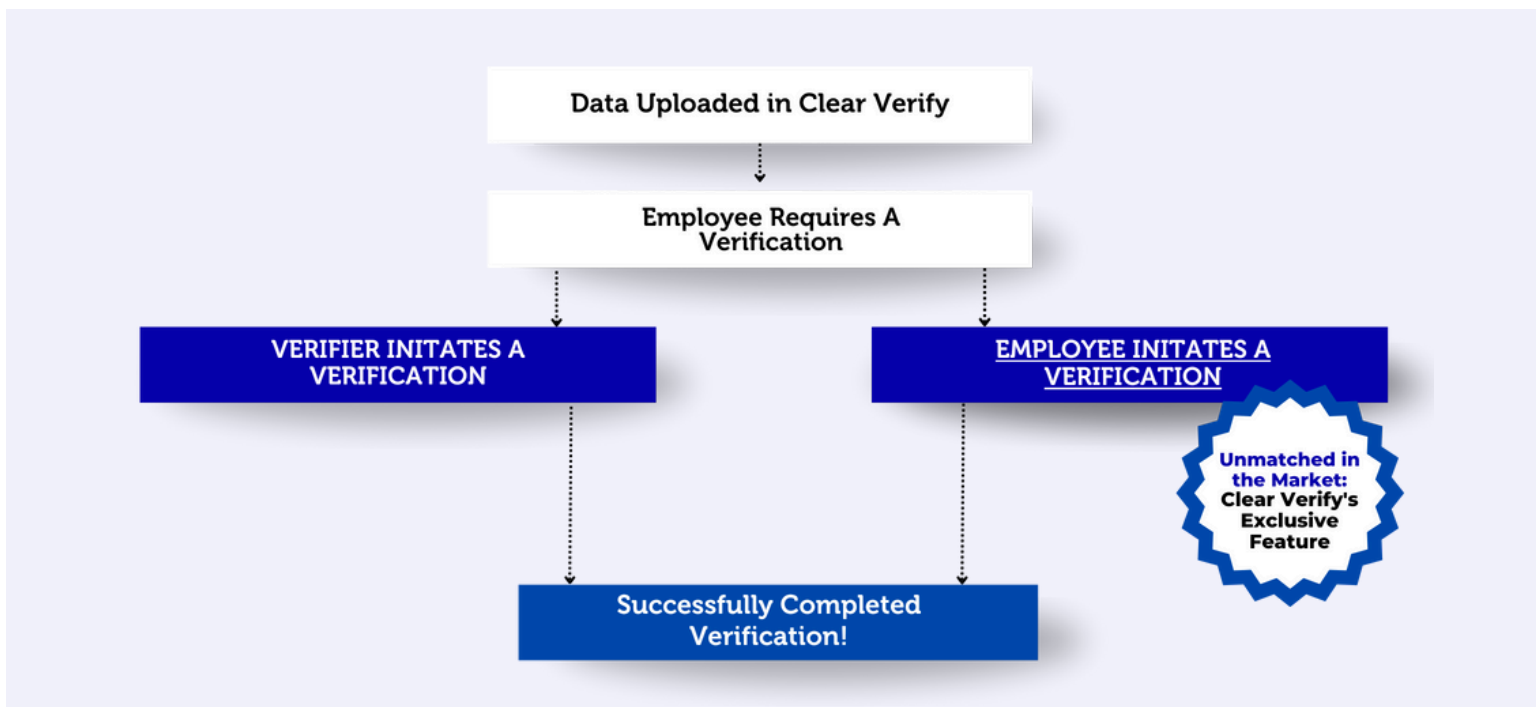 Data Uploaded in Clear Verify
Employee Requires A
Verification
VERIFIER INITATES A
VERIFICATION
EMPLOYEE INITATES A
VERIFICATION
Unmatched in
the Market:
Clear Verify's
Exclusive
Feature
Successfully Completed
Verification!